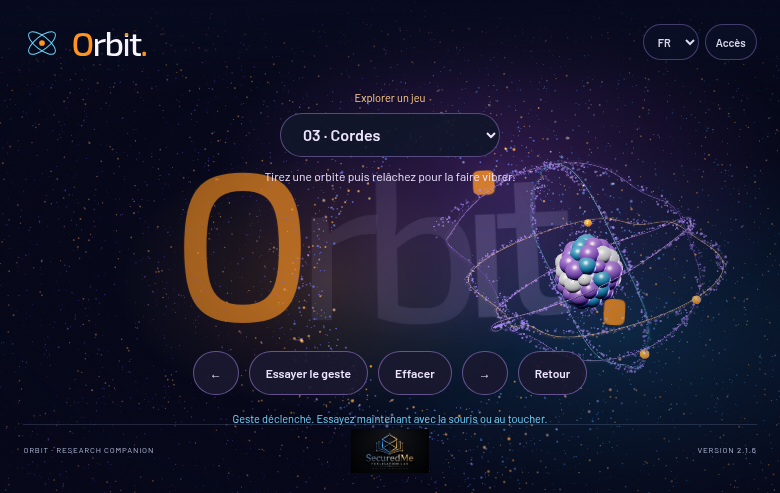 Orbit.
FR
Accès
Explorer un jeu
03 · Cordes
Tirez une orbite puis relâchez pour la faire vibrer.
Orbit
←
Essayer le geste
Effacer
→
Retour
Geste déclenché. Essayez maintenant avec la souris ou au toucher.
ORBIT · RESEARCH COMPANION
SecuredMe
VERSION 2.1.6